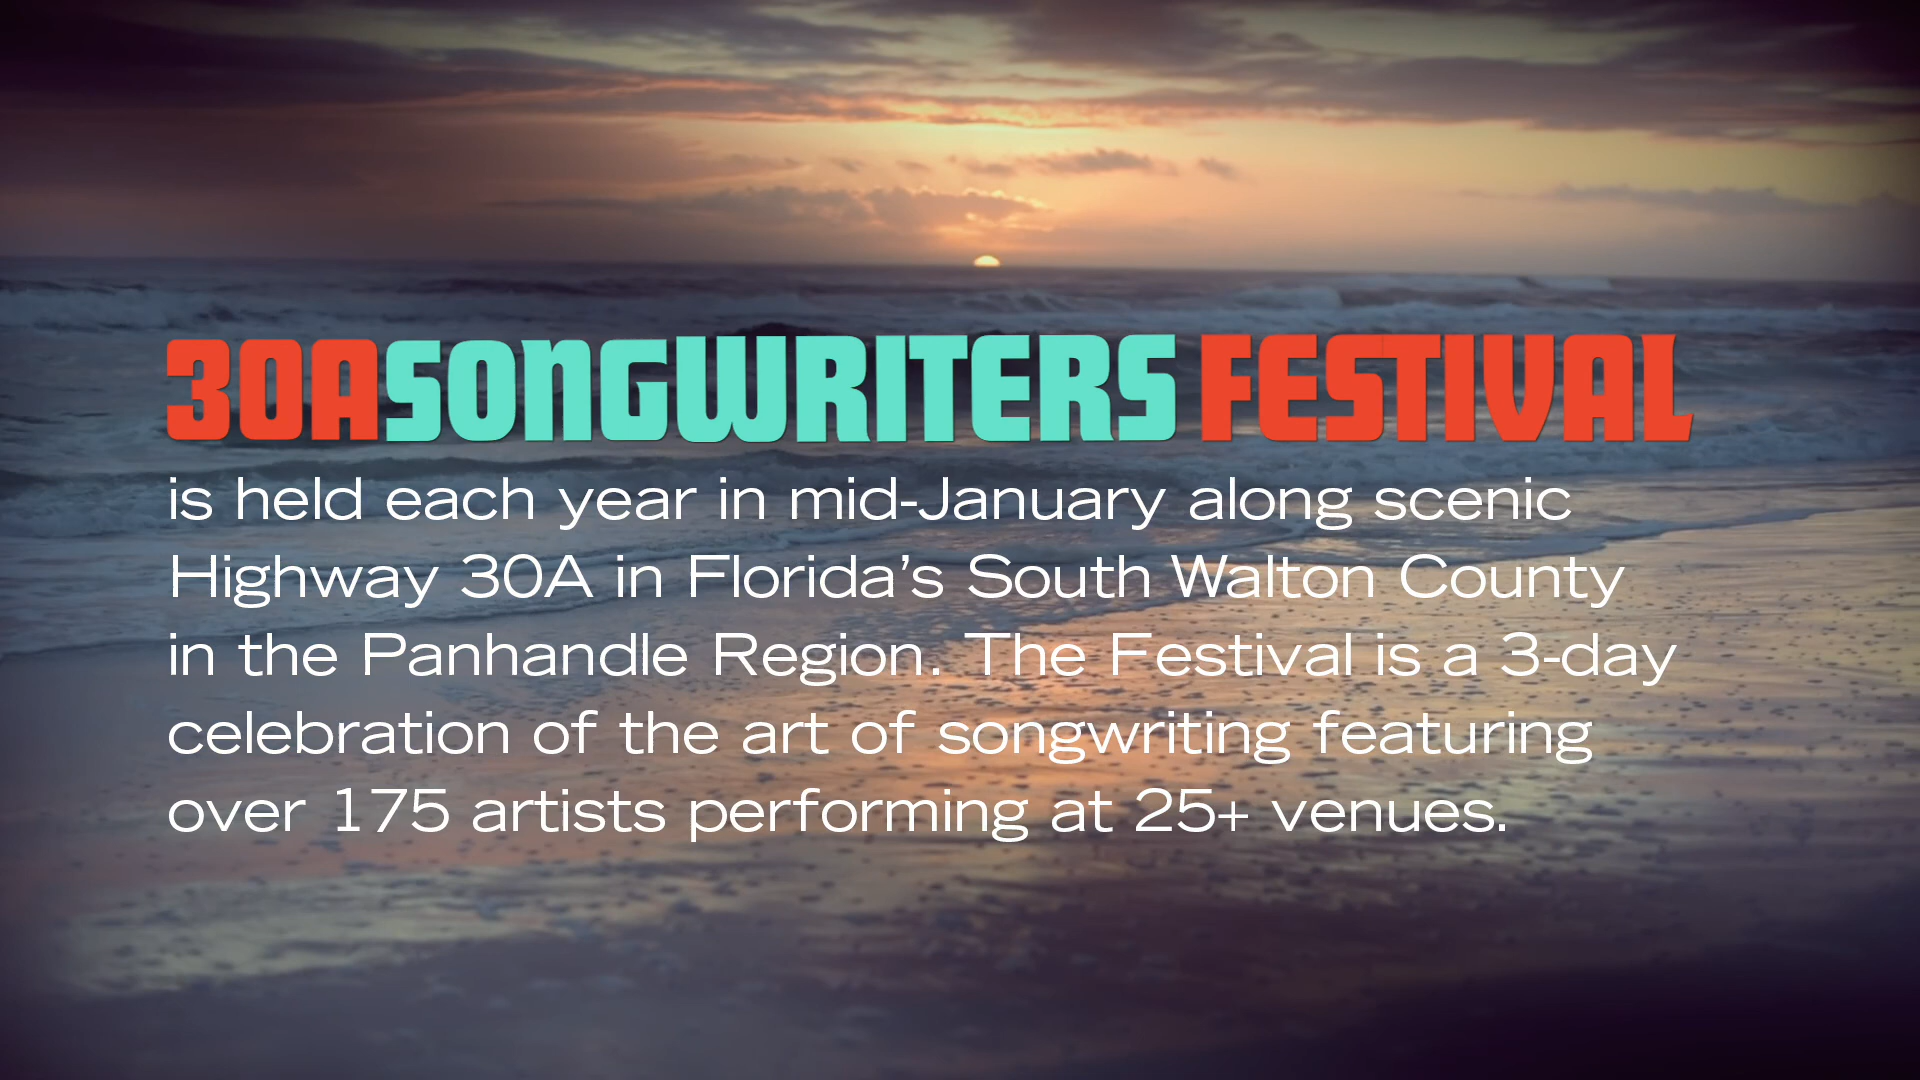 30ASONGWRITERS FESTIVAL
is held each year in mid-January along scenic
Highway 30A in Florida’s South Walton County
in the Panhandle Region. The Festival is a 3-day
celebration of the art of songwriting featuring
over 175 artists performing at 25+ venues.